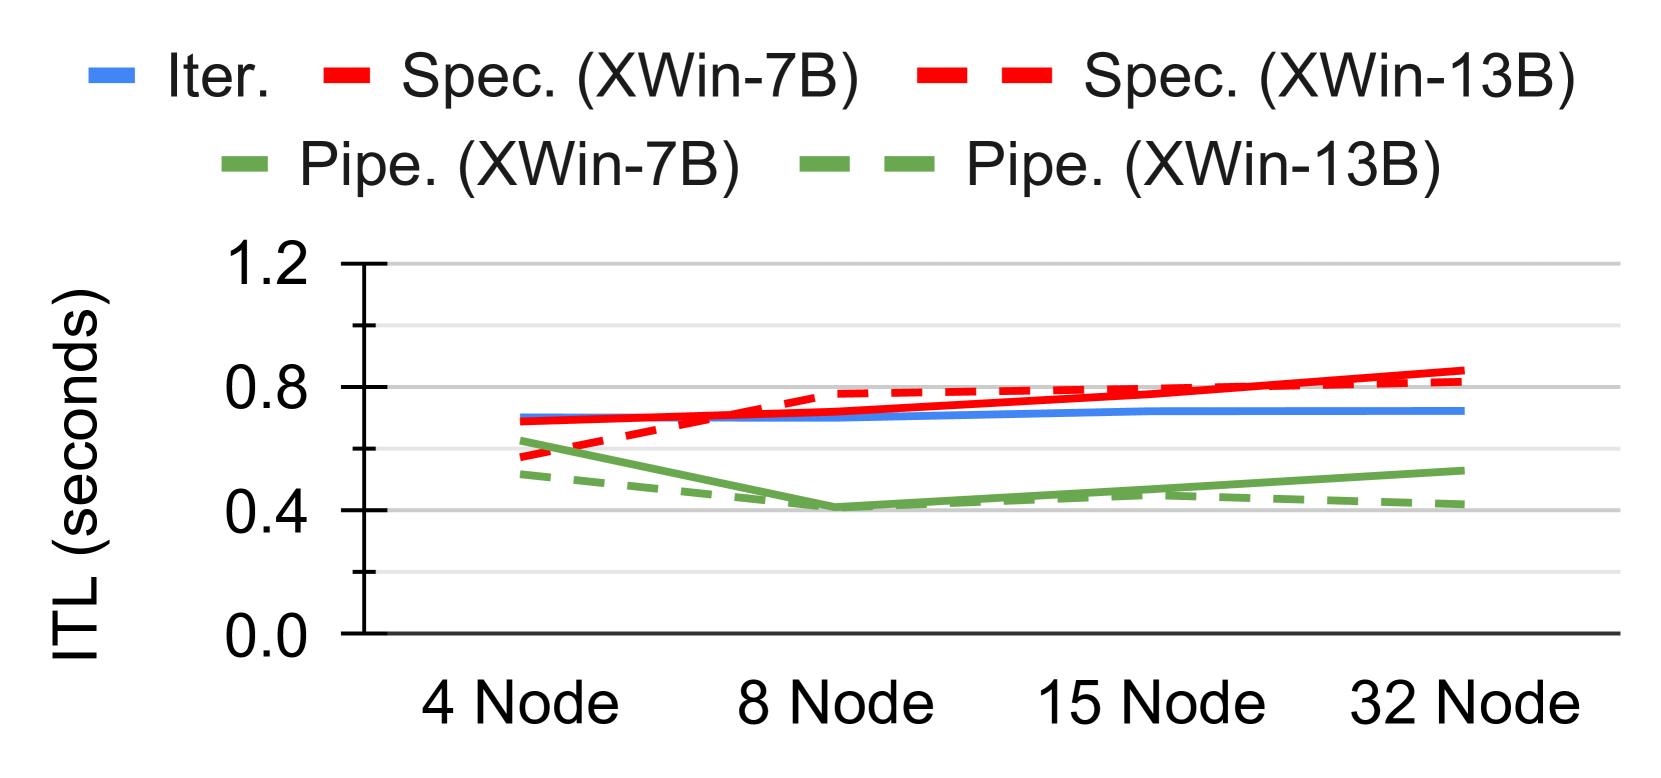 Iter. Spec. (XWin-7B) Spec. (XWin-13B)
Pipe. (XWin-7B) Pipe. (XWin-13B)
ITL (seconds)
1.2
0.8
0.4
0.0
4 Node 8 Node 15 Node 32 Node